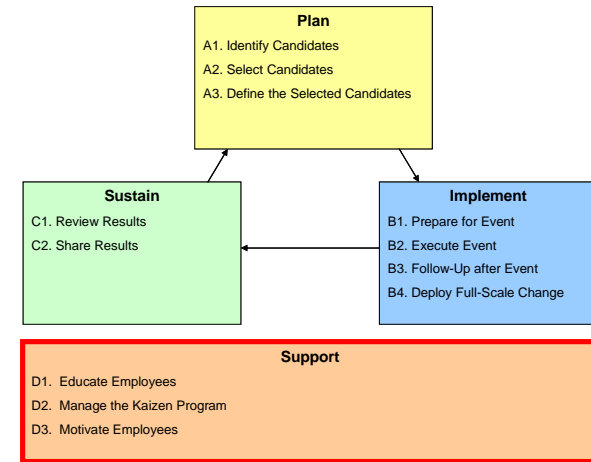 Plan
A1. Identify Candidates
A2. Select Candidates
A3. Define the Selected Candidates
Sustain
C1. Review Results
C2. Share Results
Implement
B1. Prepare for Event
B2. Execute Event
B3. Follow-Up after Event
B4. Deploy Full-Scale Change
Support
D1. Educate Employees
D2. Manage the Kaizen Program
D3. Motivate Employees